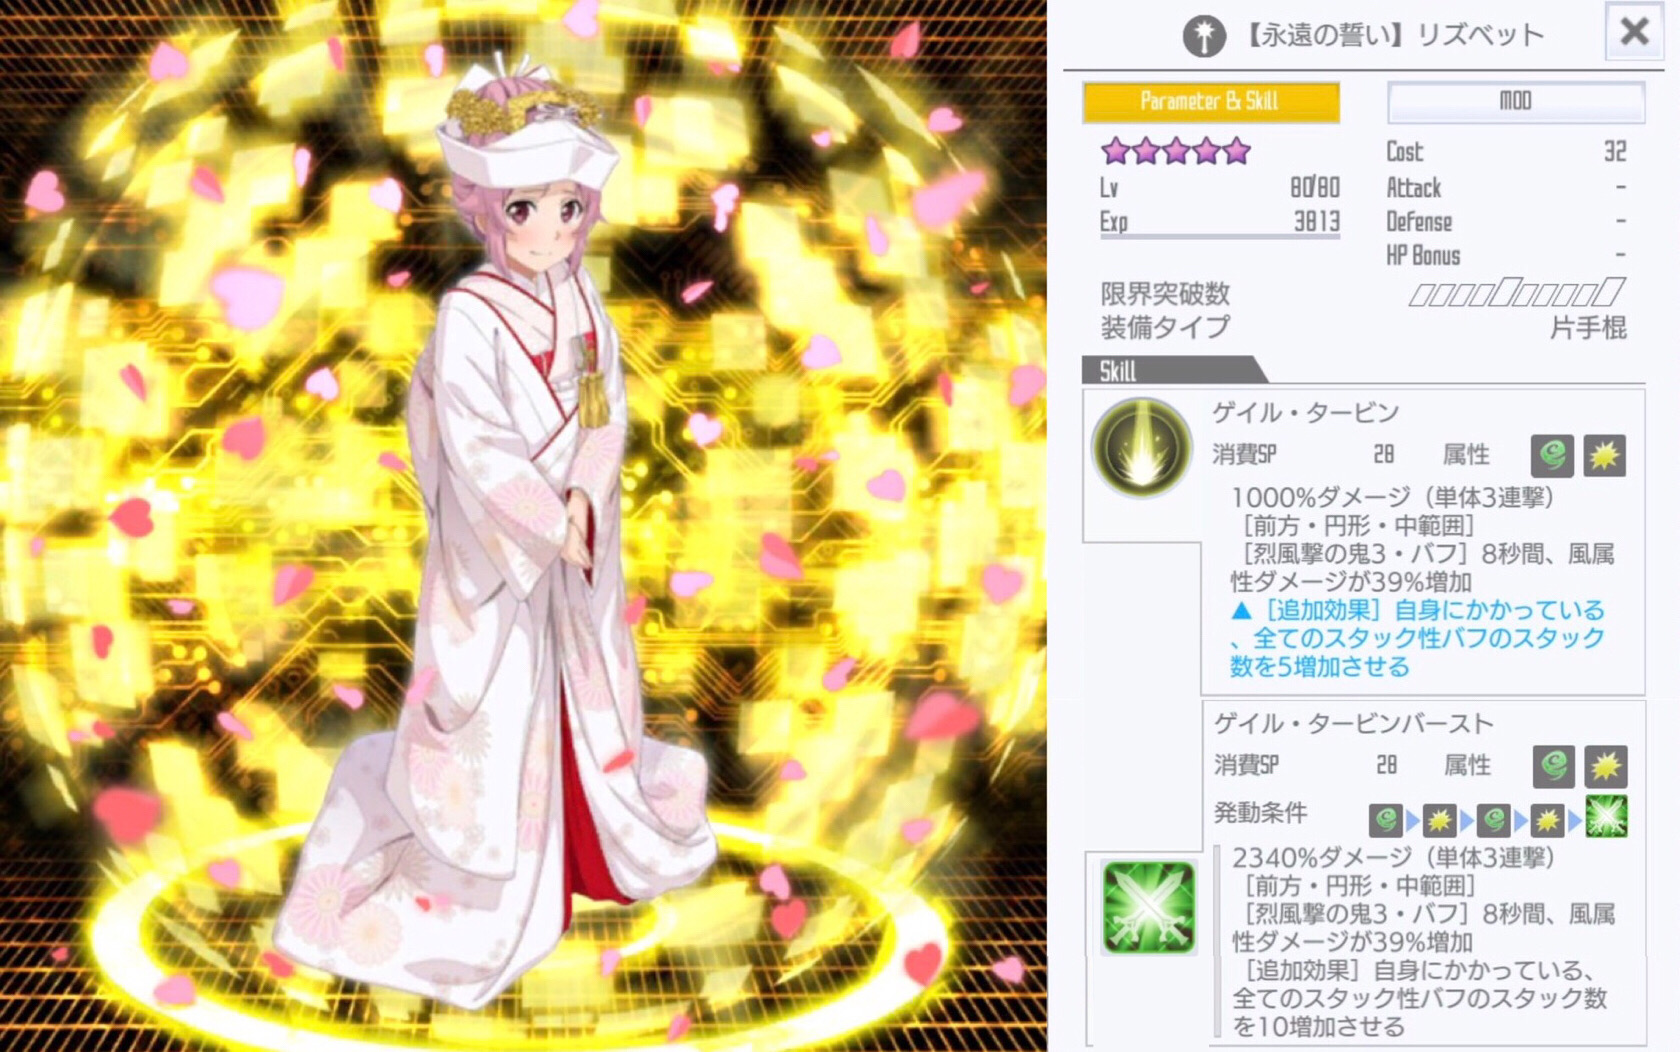 【永遠の誓い】リズベット
Parameter & Skill
MOD
Lv 80/80
Exp 3813
Cost 32
Attack -
Defense -
HP Bonus -
限界突破数
装備タイプ 片手棍
Skill
ゲイル・タービン
消費SP 28 属性
1000%ダメージ（単体3連撃）
［前方・円形・中範囲］
［烈風撃の鬼3・バフ］8秒間、風属
性ダメージが39%増加
▲［追加効果］自身にかかっている
、全てのスタック性バフのスタック
数を5増加させる
ゲイル・タービンバースト
消費SP 28 属性
発動条件
2340%ダメージ（単体3連撃）
［前方・円形・中範囲］
［烈風撃の鬼3・バフ］8秒間、風属
性ダメージが39%増加
［追加効果］自身にかかっている、
全てのスタック性バフのスタック数
を10増加させる